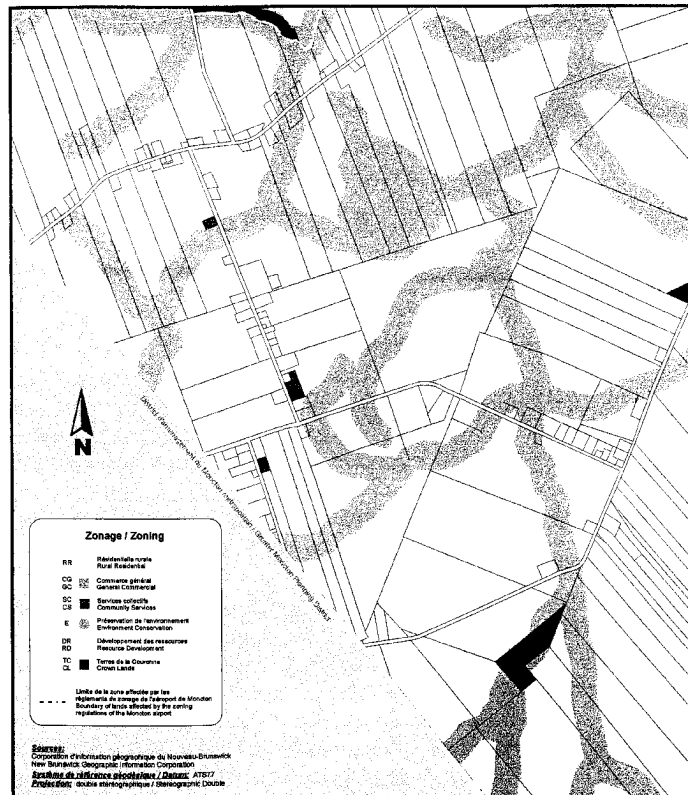 District d'aménagement du Moncton métropolitain / Greater Moncton Planning District
N
Zonage / Zoning
RR Résidentielle rurale
Rural Residential
CG Commerce général
GC General Commercial
SC Services collectifs
CS Community Services
E Préservation de l'environnement
Environment Conservation
DR Développement des ressources
RD Resource Development
TC Terres de la Couronne
CL Crown Lands
Limite de la zone affectée par les
règlements de zonage de l'aéroport de Moncton
Boundary of lands affected by the zoning
regulations of the Moncton airport
Sources:
Corporation d'information géographique du Nouveau-Brunswick
New Brunswick Geographic Information Corporation
Système de référence géodésique / Datum: ATS77
Projection: double stéréographique / Stereographic Double